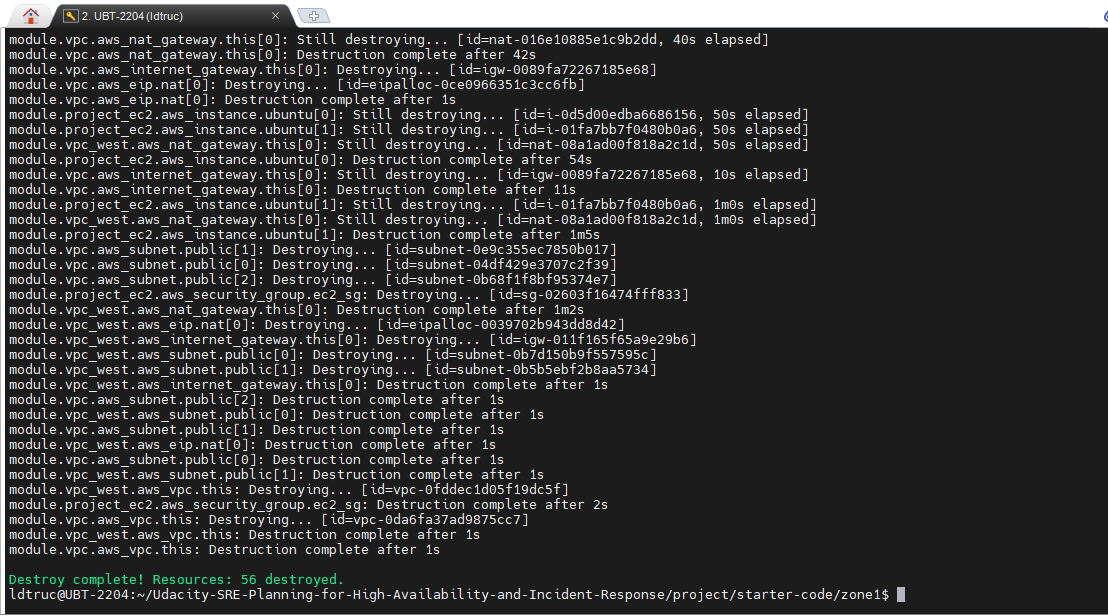 2. UBT-2204 (ldtruc)
module.vpc.aws_nat_gateway.this[0]: Still destroying... [id=nat-016e10885e1c9b2dd, 40s elapsed]
module.vpc.aws_nat_gateway.this[0]: Destruction complete after 42s
module.vpc.aws_internet_gateway.this[0]: Destroying... [id=igw-0089fa72267185e68]
module.vpc.aws_eip.nat[0]: Destroying... [id=eipalloc-0ce0966351c3cc6fb]
module.vpc.aws_eip.nat[0]: Destruction complete after 1s
module.project_ec2.aws_instance.ubuntu[0]: Still destroying... [id=i-0d5d00edba6686156, 50s elapsed]
module.project_ec2.aws_instance.ubuntu[1]: Still destroying... [id=i-01fa7bb7f0480b0a6, 50s elapsed]
module.vpc_west.aws_nat_gateway.this[0]: Still destroying... [id=nat-08a1ad00f818a2c1d, 50s elapsed]
module.project_ec2.aws_instance.ubuntu[0]: Destruction complete after 54s
module.vpc.aws_internet_gateway.this[0]: Still destroying... [id=igw-0089fa72267185e68, 10s elapsed]
module.vpc.aws_internet_gateway.this[0]: Destruction complete after 11s
module.project_ec2.aws_instance.ubuntu[1]: Still destroying... [id=i-01fa7bb7f0480b0a6, 1m0s elapsed]
module.vpc_west.aws_nat_gateway.this[0]: Still destroying... [id=nat-08a1ad00f818a2c1d, 1m0s elapsed]
module.project_ec2.aws_instance.ubuntu[1]: Destruction complete after 1m5s
module.vpc.aws_subnet.public[1]: Destroying... [id=subnet-0e9c355ec7850b017]
module.vpc.aws_subnet.public[0]: Destroying... [id=subnet-04df429e3707c2f39]
module.vpc.aws_subnet.public[2]: Destroying... [id=subnet-0b68f1f8bf95374e7]
module.project_ec2.aws_security_group.ec2_sg: Destroying... [id=sg-02603f16474fff833]
module.vpc_west.aws_nat_gateway.this[0]: Destruction complete after 1m2s
module.vpc_west.aws_eip.nat[0]: Destroying... [id=eipalloc-0039702b943dd8d42]
module.vpc_west.aws_internet_gateway.this[0]: Destroying... [id=igw-011f165f65a9e29b6]
module.vpc_west.aws_subnet.public[0]: Destroying... [id=subnet-0b7d150b9f557595c]
module.vpc_west.aws_subnet.public[1]: Destroying... [id=subnet-0b5b5ebf2b8aa5734]
module.vpc_west.aws_internet_gateway.this[0]: Destruction complete after 1s
module.vpc.aws_subnet.public[2]: Destruction complete after 1s
module.vpc_west.aws_subnet.public[0]: Destruction complete after 1s
module.vpc.aws_subnet.public[1]: Destruction complete after 1s
module.vpc_west.aws_eip.nat[0]: Destruction complete after 1s
module.vpc.aws_subnet.public[0]: Destruction complete after 1s
module.vpc_west.aws_subnet.public[1]: Destruction complete after 1s
module.vpc_west.aws_vpc.this: Destroying... [id=vpc-0fddec1d05f19dc5f]
module.project_ec2.aws_security_group.ec2_sg: Destruction complete after 2s
module.vpc.aws_vpc.this: Destroying... [id=vpc-0da6fa37ad9875cc7]
module.vpc_west.aws_vpc.this: Destruction complete after 1s
module.vpc.aws_vpc.this: Destruction complete after 1s
Destroy complete! Resources: 56 destroyed.
ldtruc@UBT-2204:~/Udacity-SRE-Planning-for-High-Availability-and-Incident-Response/project/starter-code/zone1$